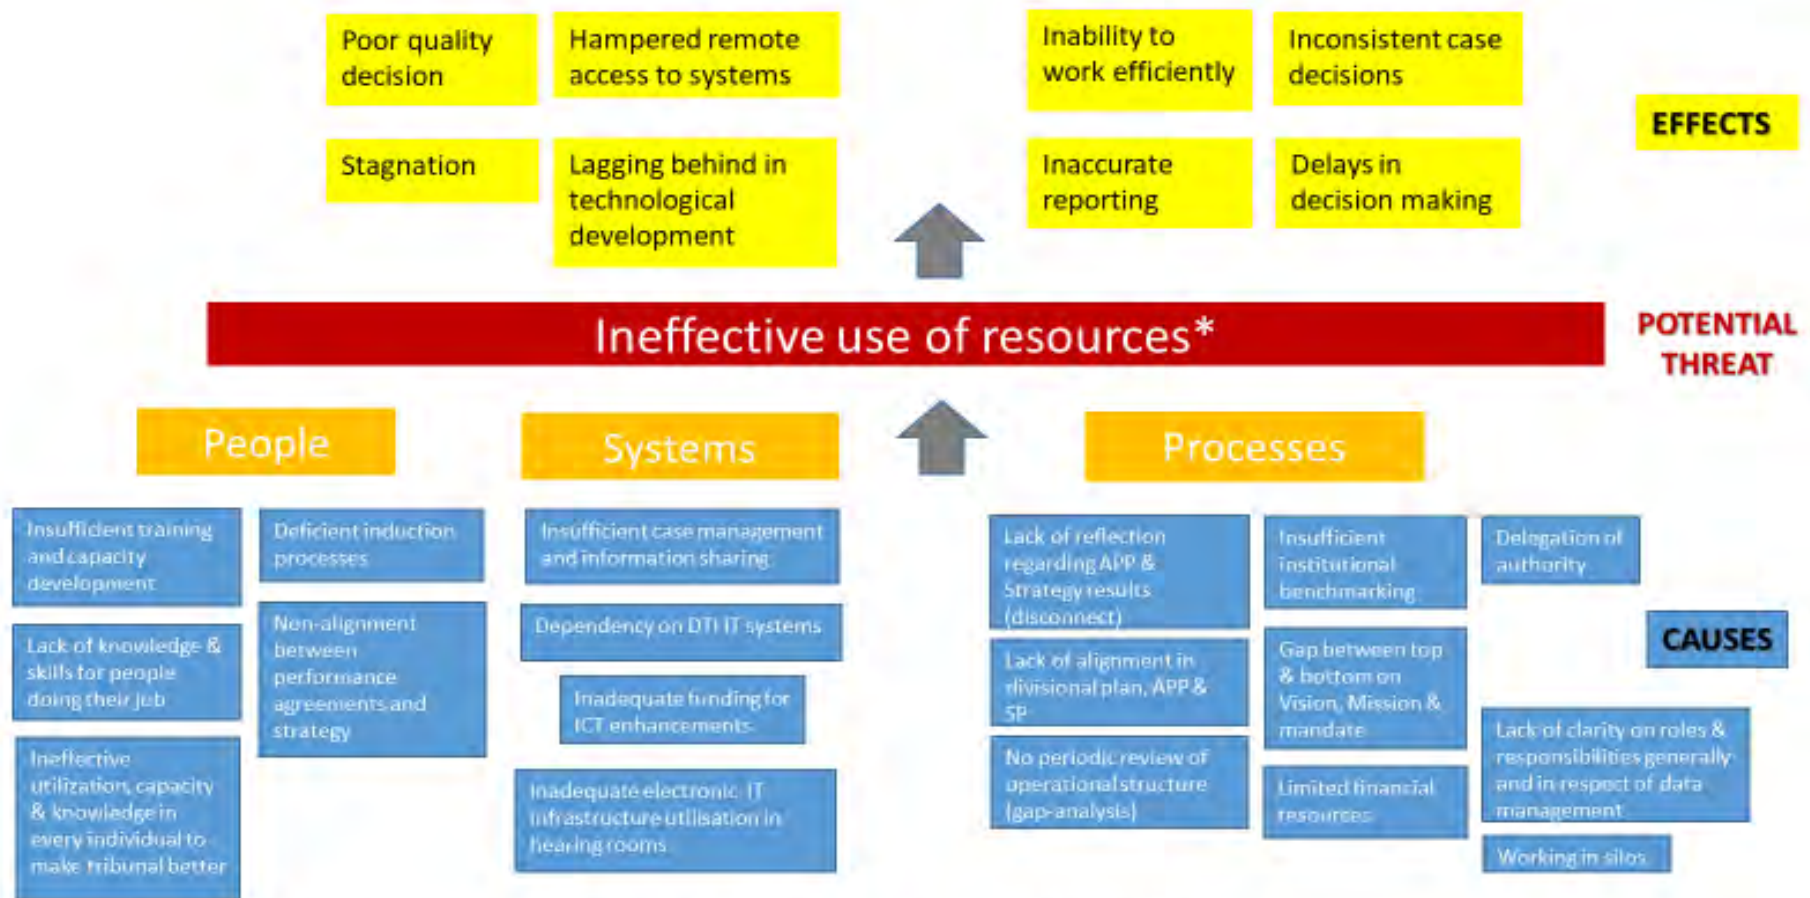 Poor quality
decision
Hampered remote
access to systems
Inability to
work efficiently
Inconsistent case
decisions
EFFECTS
Stagnation
Lagging behind in
technological
development
Inaccurate
reporting
Delays in
decision making
Ineffective use of resources*
POTENTIAL
THREAT
People
Systems
Processes
Insufficient training
and capacity
development
Lack of knowledge &
skills for people
doing their job
Ineffective
utilization, capacity
& knowledge in
every individual to
make tribunal better
Deficient induction
processes
Non-alignment
between
performance
agreements and
strategy
Insufficient case management
and information sharing
Dependency on DTI IT systems
Inadequate funding for
ICT enhancements
Inadequate electronic IT
infrastructure utilisation in
hearing rooms
Lack of reflection
regarding APP &
Strategy results
(disconnect)
Lack of alignment in
divisional plan, APP &
SP
No periodic review of
operational structure
(gap-analysis)
Insufficient
institutional
benchmarking
Gap between top
& bottom on
Vision, Mission &
mandate
Limited financial
resources
Delegation of
authority
Lack of clarity on roles &
responsibilities generally
and in respect of data
management
Working in silos
CAUSES